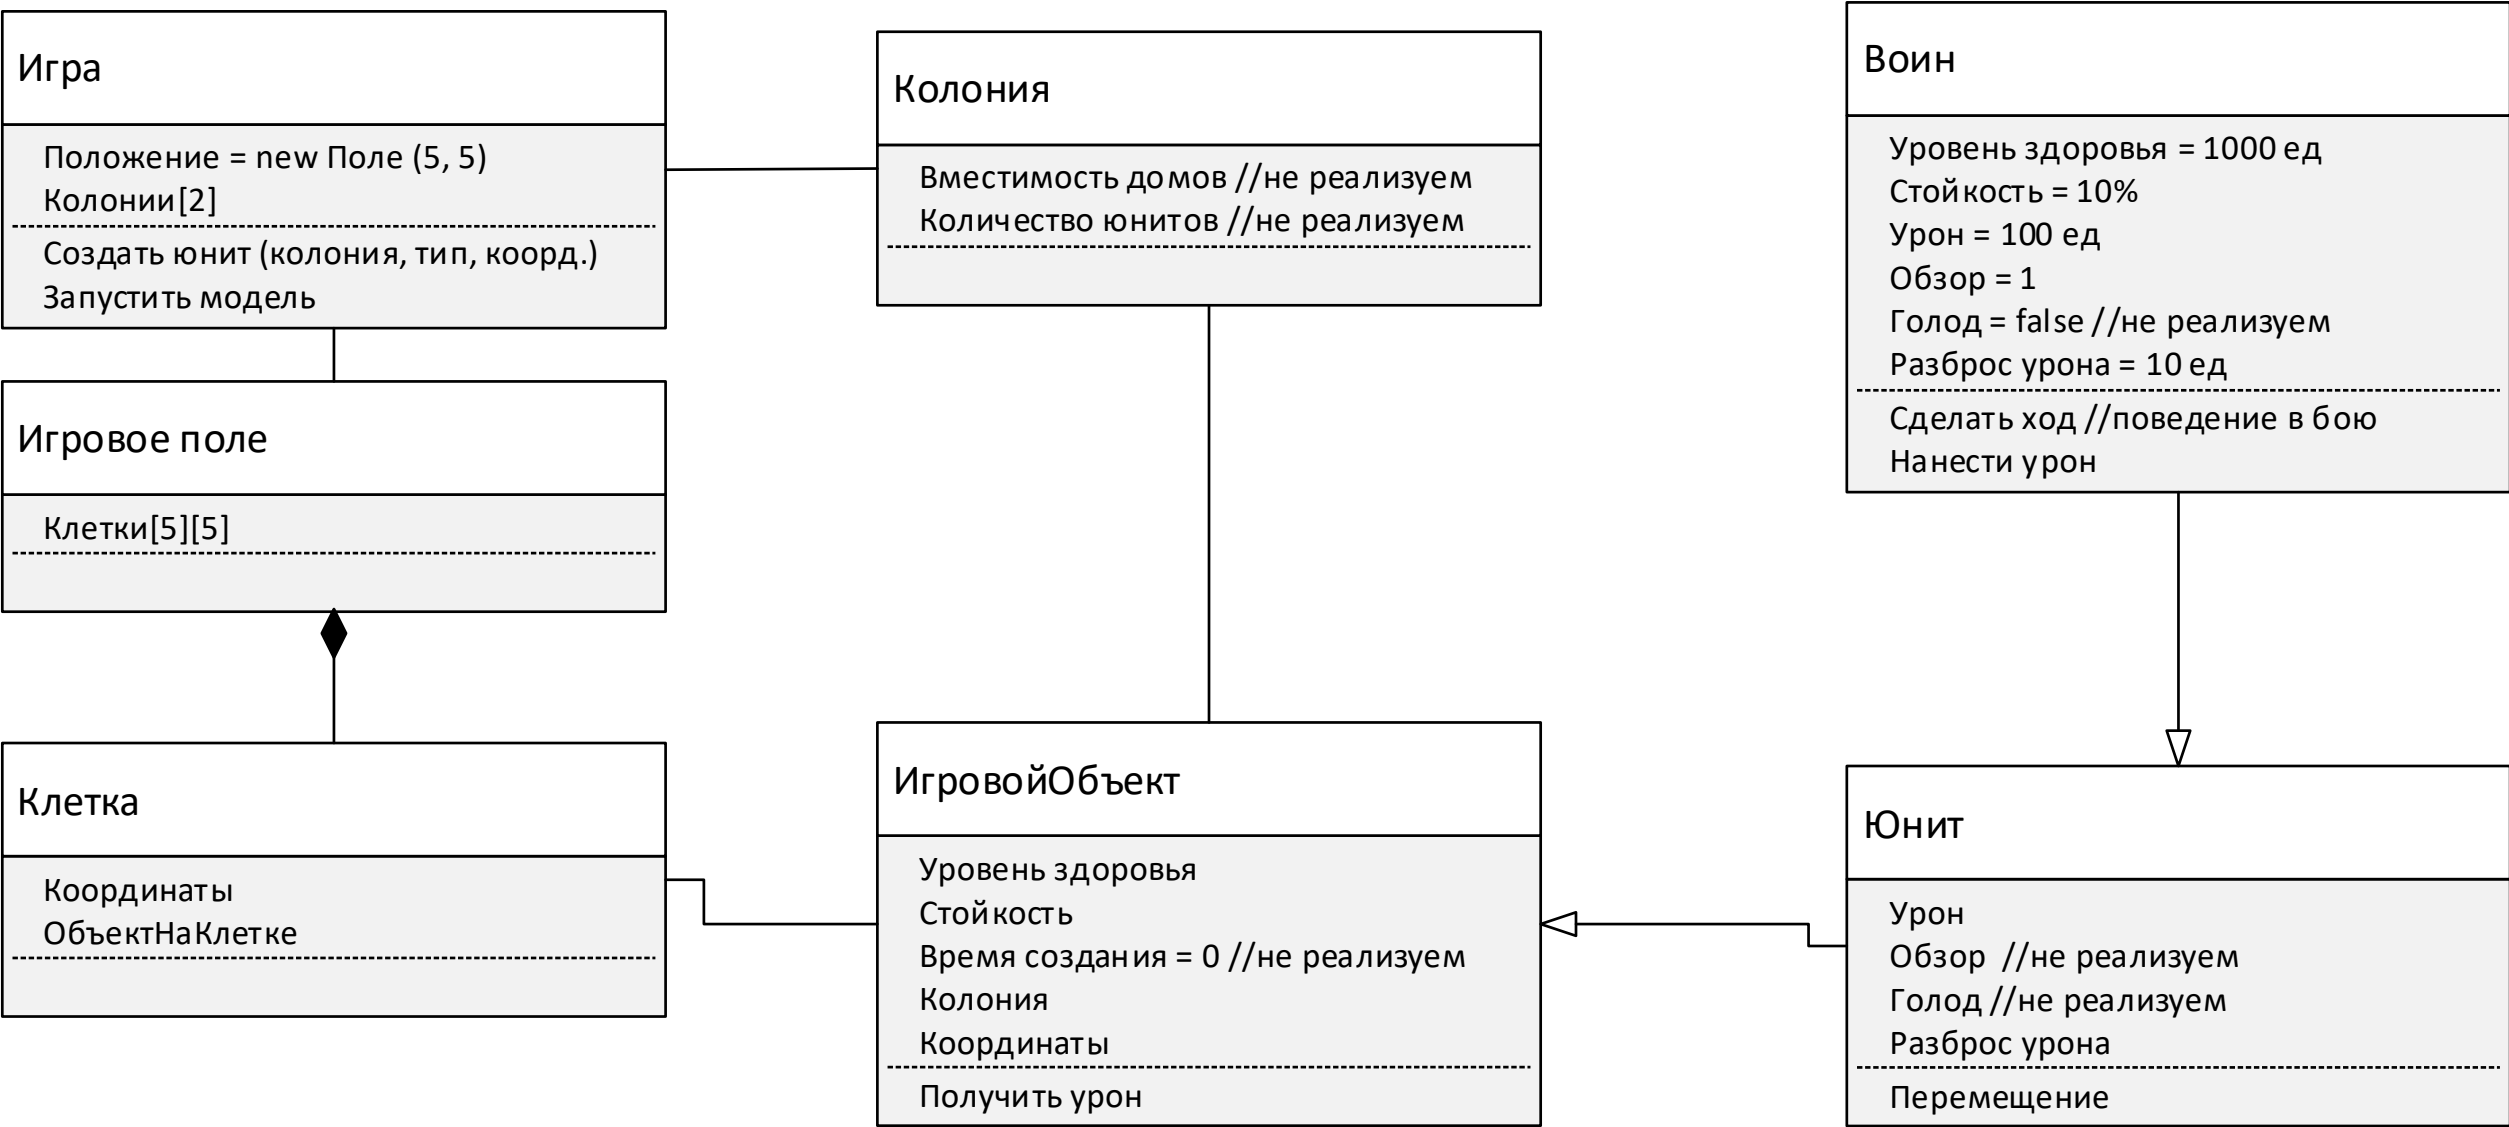 Игра
Положение = new Поле (5, 5)
Колонии[2]
Создать юнит (колония, тип, коорд.)
Запустить модель
Колония
Вместимость домов //не реализуем
Количество юнитов //не реализуем
Воин
Уровень здоровья = 1000 ед
Стойкость = 10%
Урон = 100 ед
Обзор = 1
Голод = false //не реализуем
Разброс урона = 10 ед
Сделать ход //поведение в бою
Нанести урон
Игровое поле
Клетки[5][5]
Клетка
Координаты
ОбъектНаКлетке
ИгровойОбъект
Уровень здоровья
Стойкость
Время создания = 0 //не реализуем
Колония
Координаты
Получить урон
Юнит
Урон
Обзор //не реализуем
Голод //не реализуем
Разброс урона
Перемещение